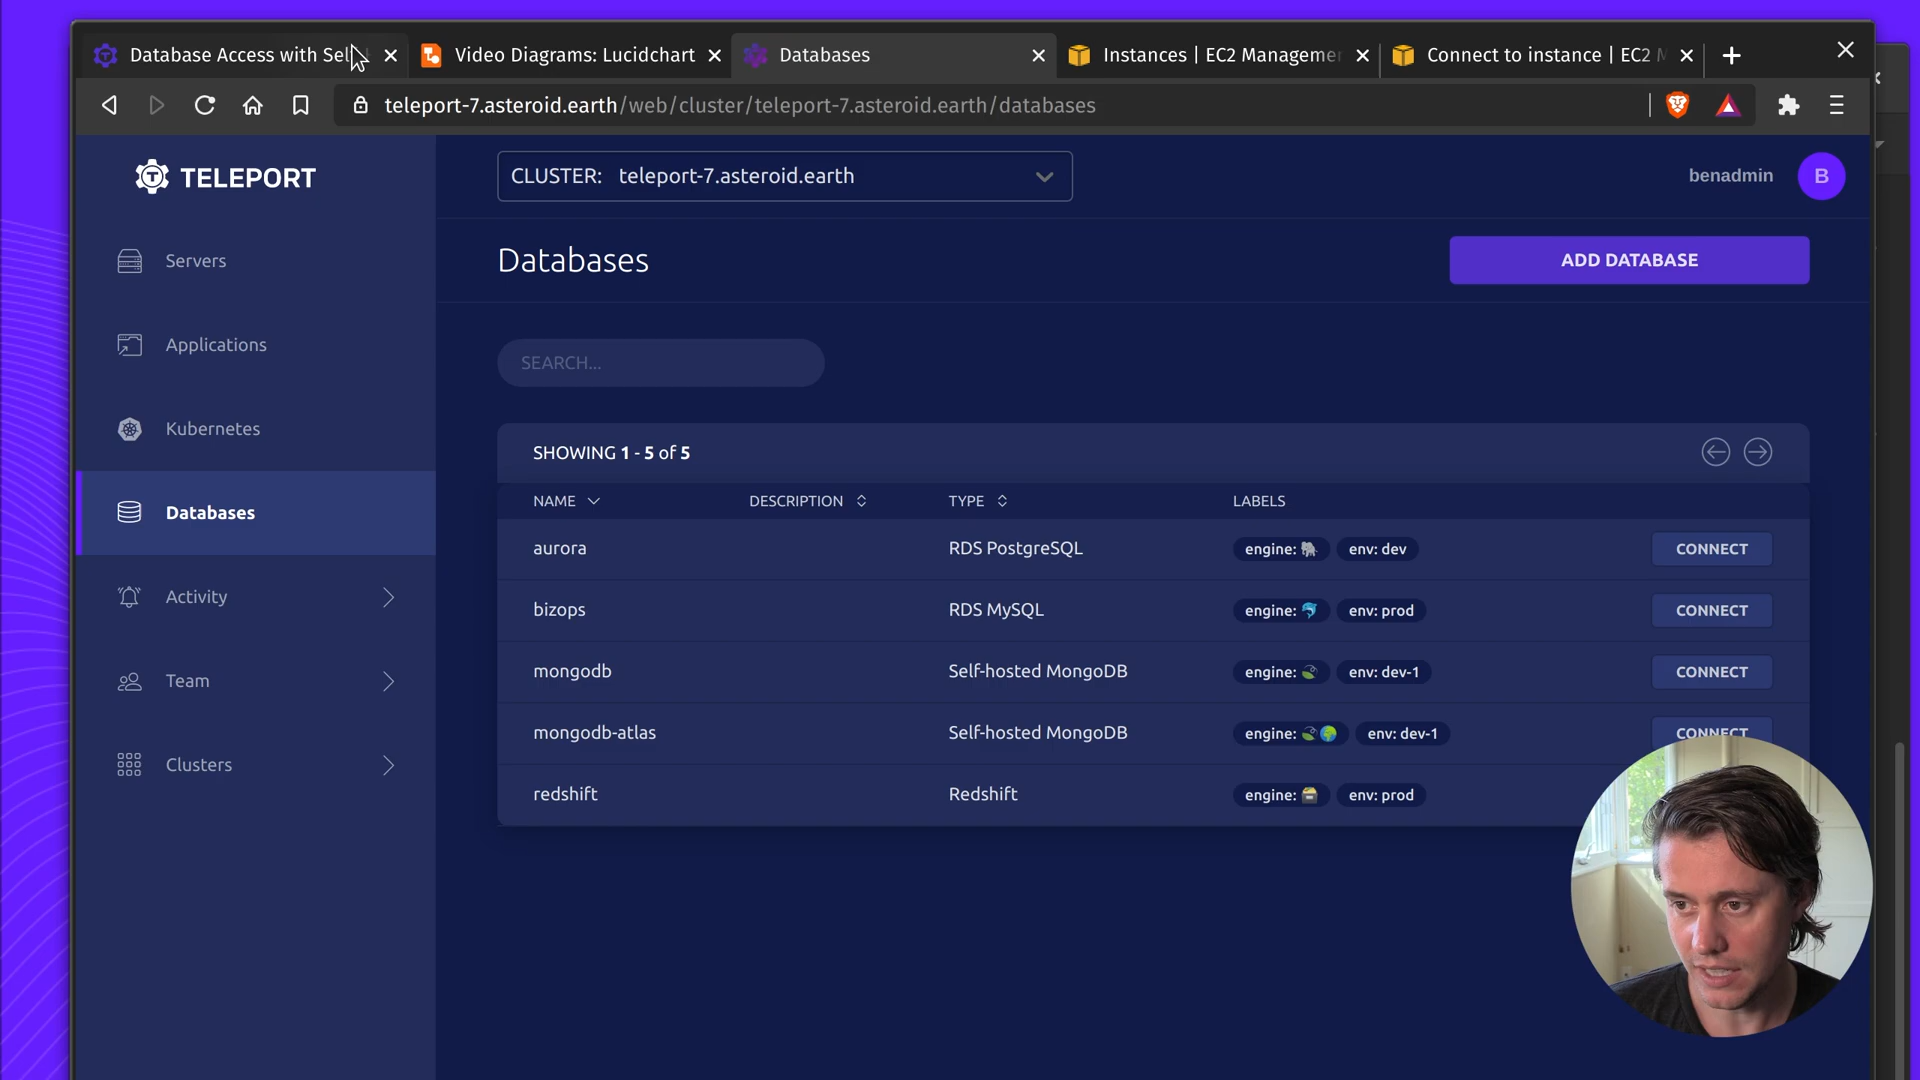 Database Access with Sel
Video Diagrams: Lucidchart
Databases
Instances | EC2 Manageme
Connect to instance | EC2 M
teleport-7.asteroid.earth/web/cluster/teleport-7.asteroid.earth/databases
TELEPORT
CLUSTER: teleport-7.asteroid.earth
benadmin
B
Servers
Applications
Kubernetes
Databases
Activity
Team
Clusters
Databases
ADD DATABASE
SEARCH...
SHOWING 1 - 5 of 5
NAME DESCRIPTION TYPE LABELS
aurora RDS PostgreSQL engine: 🐘 env: dev CONNECT
bizops RDS MySQL engine: 🐬 env: prod CONNECT
mongodb Self-hosted MongoDB engine: 🍃 env: dev-1 CONNECT
mongodb-atlas Self-hosted MongoDB engine: 🍃🌍 env: dev-1 CONNECT
redshift Redshift engine: 🗃 env: prod